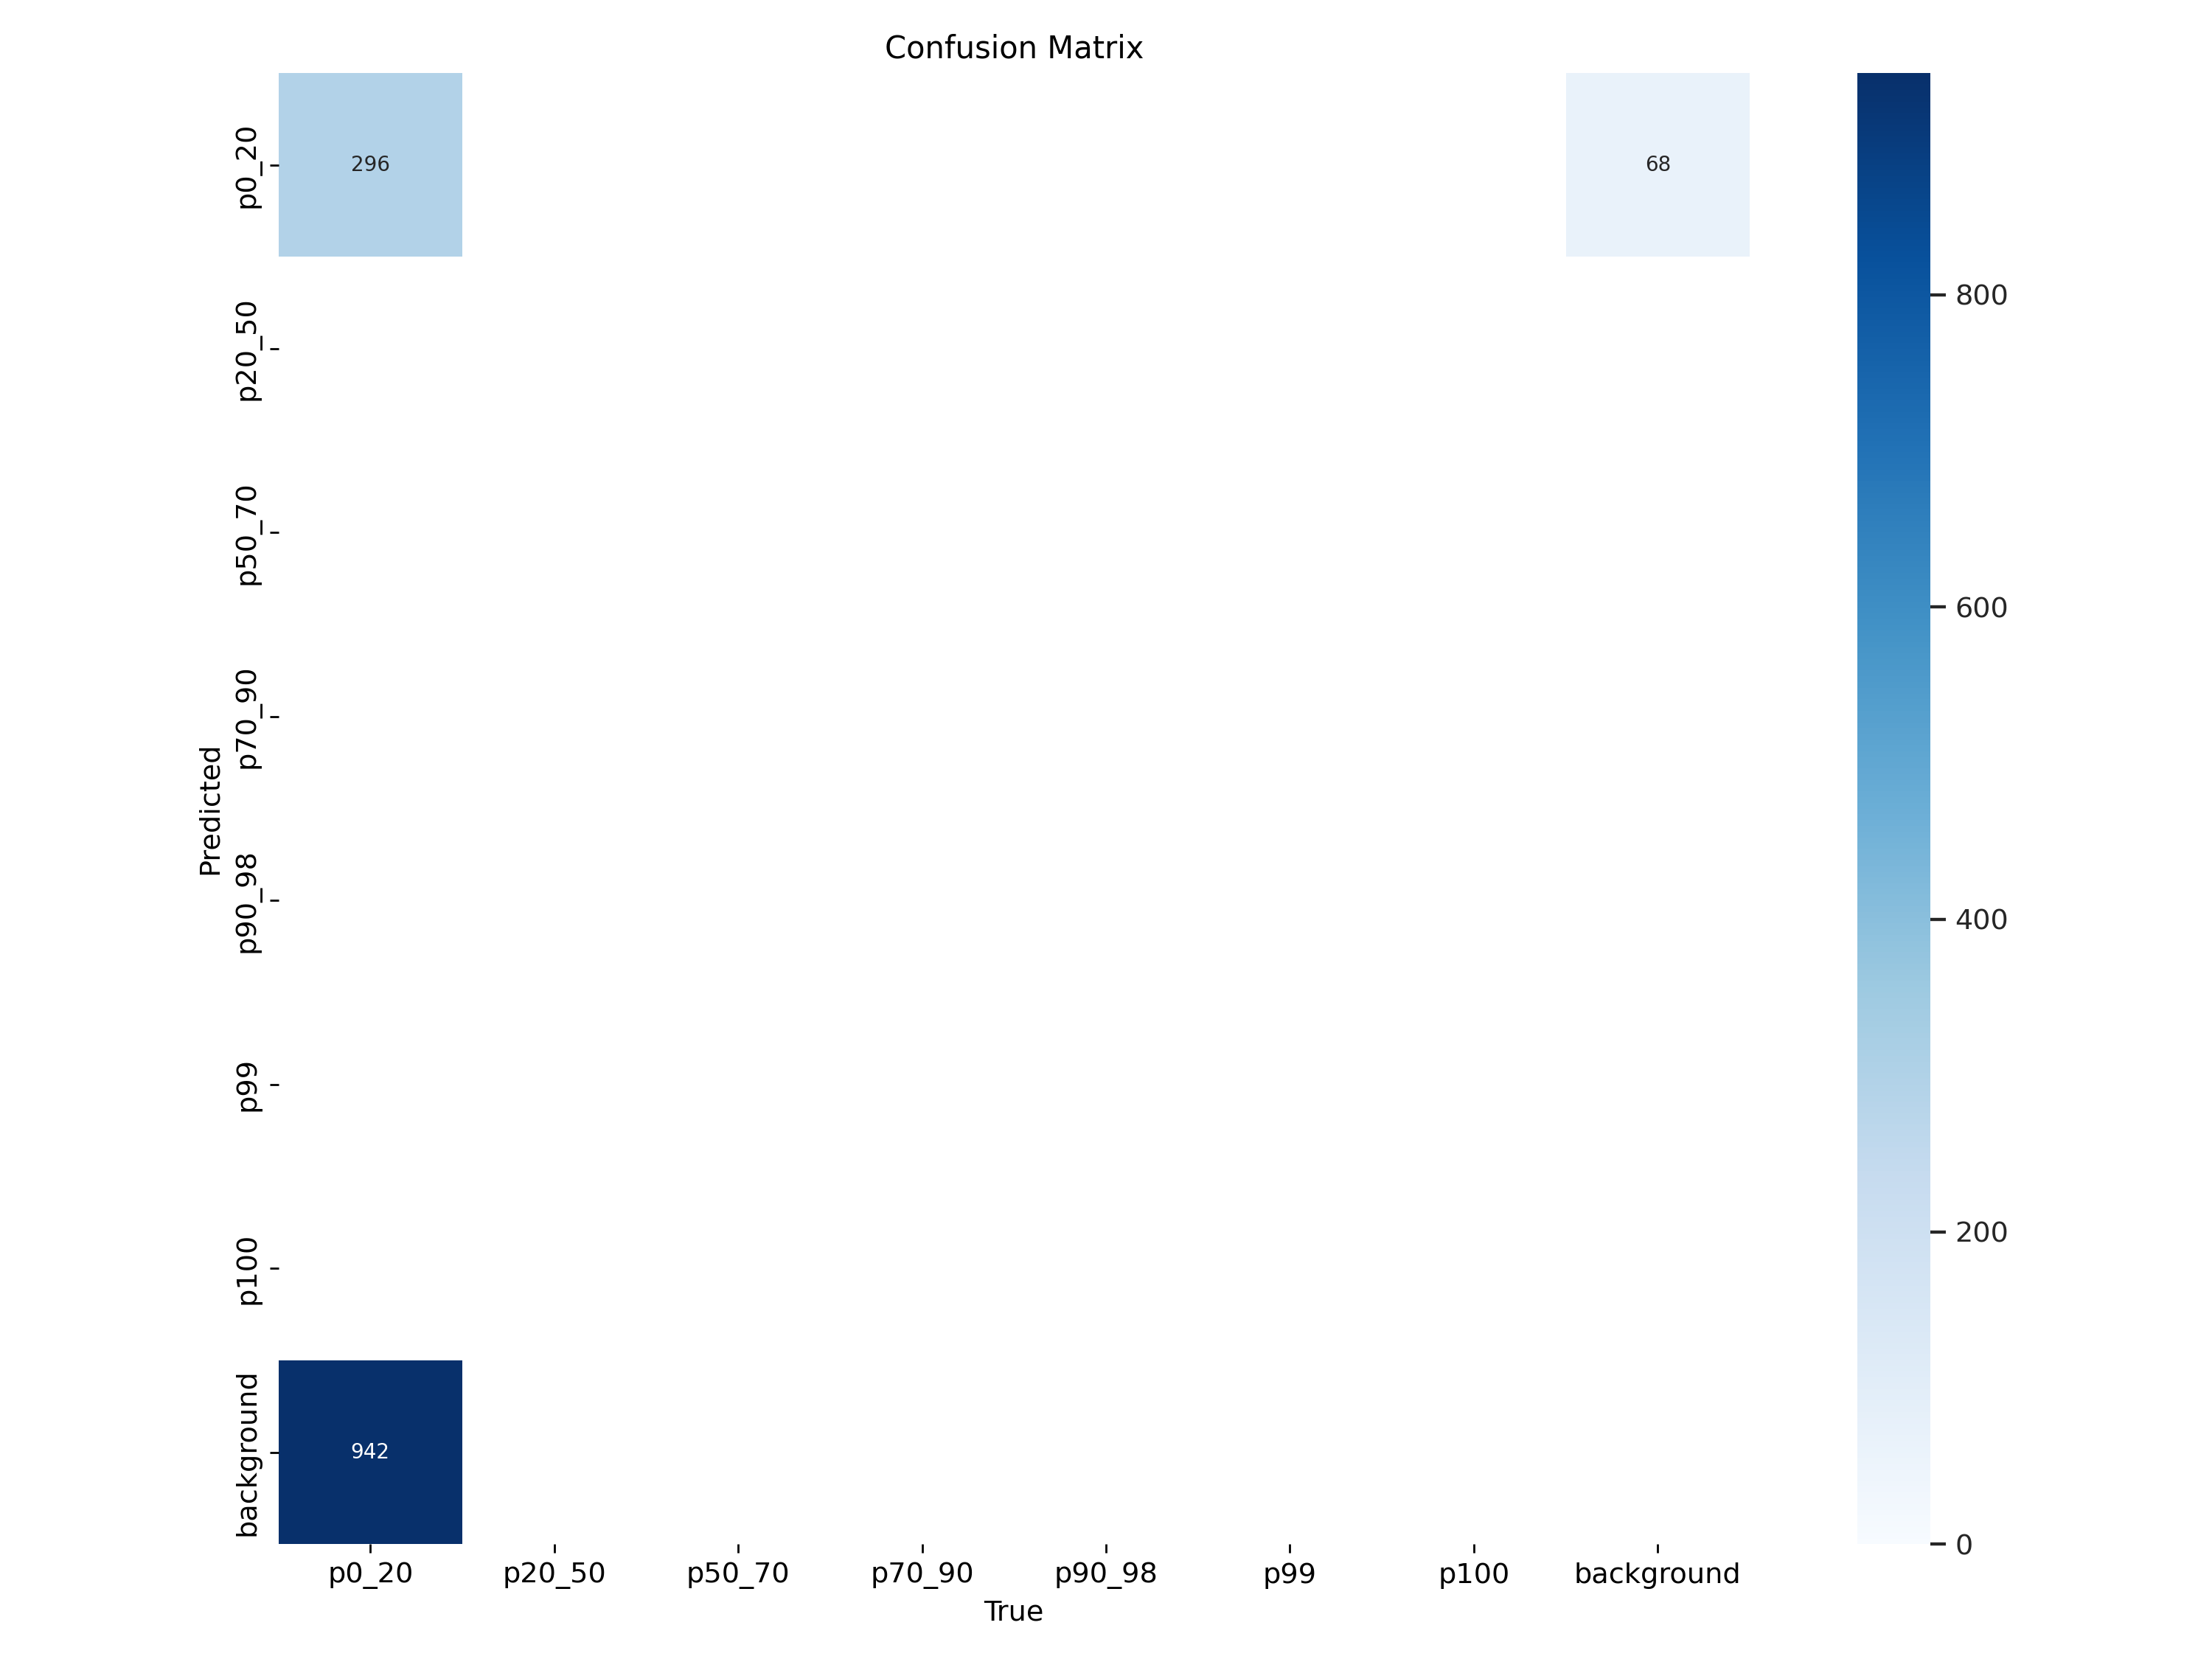 Confusion Matrix
p0_20
296
68
p20_50
800
p50_70
600
p70_90
Predicted
p90_98
400
p99
200
p100
background
942
0
p0_20 p20_50 p50_70 p70_90 p90_98 p99 p100 background
True